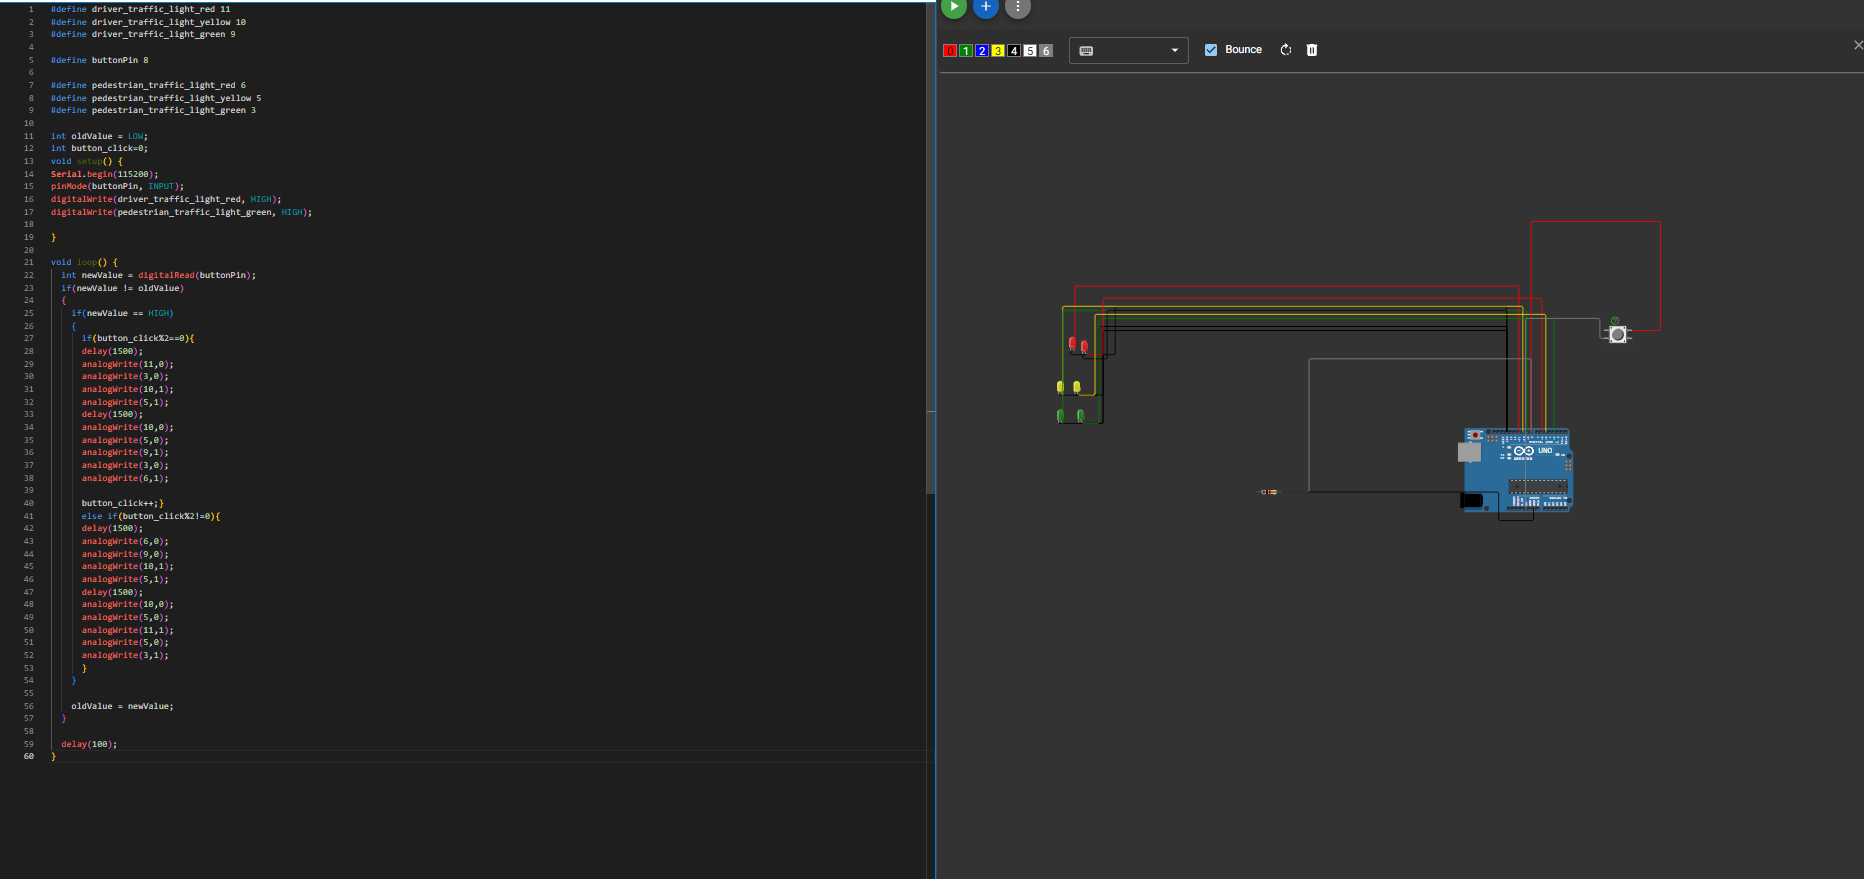 1 #define driver_traffic_light_red 11
2 #define driver_traffic_light_yellow 10
3 #define driver_traffic_light_green 9
4
5 #define buttonPin 8
6
7 #define pedestrian_traffic_light_red 6
8 #define pedestrian_traffic_light_yellow 5
9 #define pedestrian_traffic_light_green 3
10
11 int oldValue = LOW;
12 int button_click=0;
13 void setup() {
14 Serial.begin(115200);
15 pinMode(buttonPin, INPUT);
16 digitalWrite(driver_traffic_light_red, HIGH);
17 digitalWrite(pedestrian_traffic_light_green, HIGH);
18
19 }
20
21 void loop() {
22 int newValue = digitalRead(buttonPin);
23 if(newValue != oldValue)
24 {
25 if(newValue == HIGH)
26 {
27 if(button_click%2==0){
28 delay(1500);
29 analogWrite(11,0);
30 analogWrite(3,0);
31 analogWrite(10,1);
32 analogWrite(5,1);
33 delay(1500);
34 analogWrite(10,0);
35 analogWrite(5,0);
36 analogWrite(9,1);
37 analogWrite(3,0);
38 analogWrite(6,1);
39
40 button_click++;}
41 else if(button_click%2!=0){
42 delay(1500);
43 analogWrite(6,0);
44 analogWrite(9,0);
45 analogWrite(10,1);
46 analogWrite(5,1);
47 delay(1500);
48 analogWrite(10,0);
49 analogWrite(5,0);
50 analogWrite(11,1);
51 analogWrite(5,0);
52 analogWrite(3,1);
53 }
54 }
55
56 oldValue = newValue;
57 }
58
59 delay(100);
60 }
0 1 2 3 4 5 6
Bounce
UNO